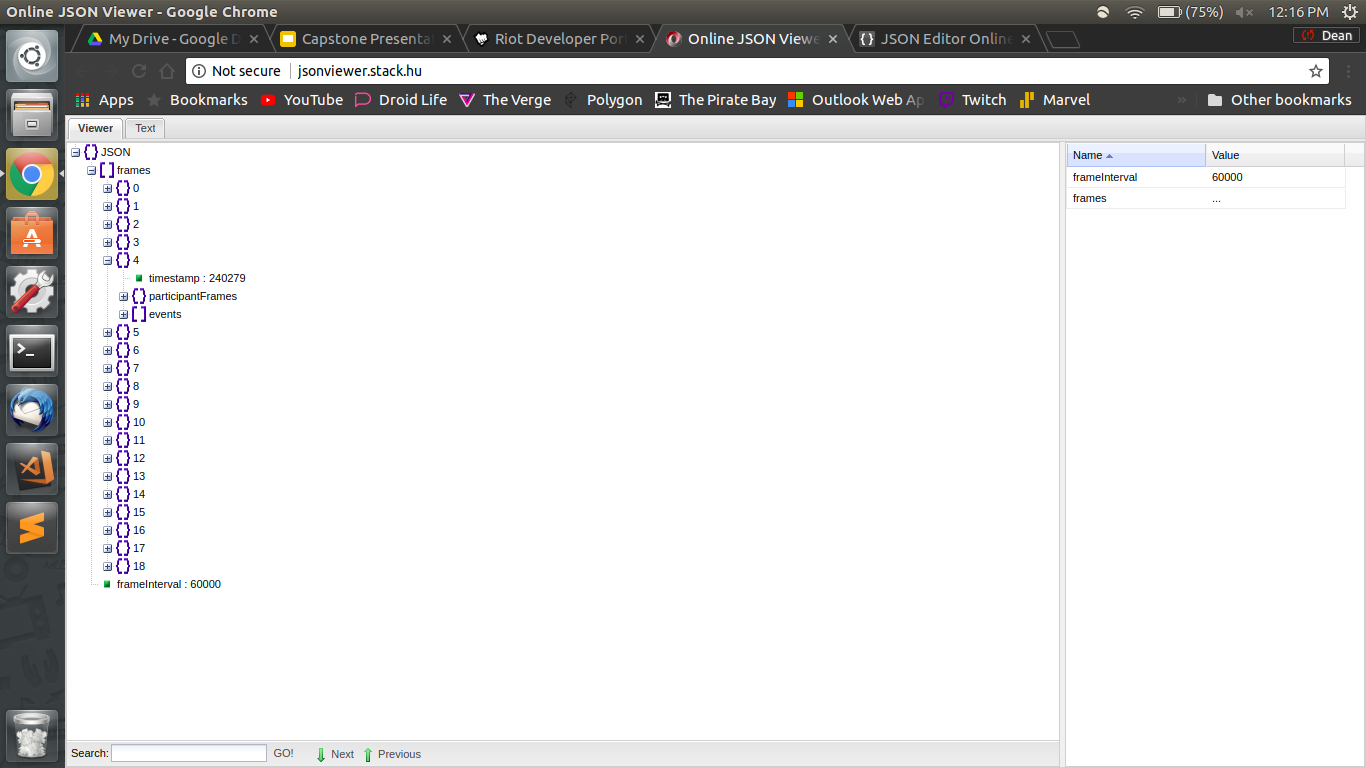 Online JSON Viewer - Google Chrome (75%) 12:16 PM
My Drive - Google D Capstone Presenta Riot Developer Por Online JSON Viewe JSON Editor Online Dean
Not secure jsonviewer.stack.hu
Apps Bookmarks YouTube Droid Life The Verge Polygon The Pirate Bay Outlook Web Ap Twitch Marvel » Other bookmarks
Viewer Text
JSON
frames
0
1
2
3
4
timestamp : 240279
participantFrames
events
5
6
7
8
9
10
11
12
13
14
15
16
17
18
frameInterval : 60000
Name Value
frameInterval 60000
frames ...
Search: GO! Next Previous